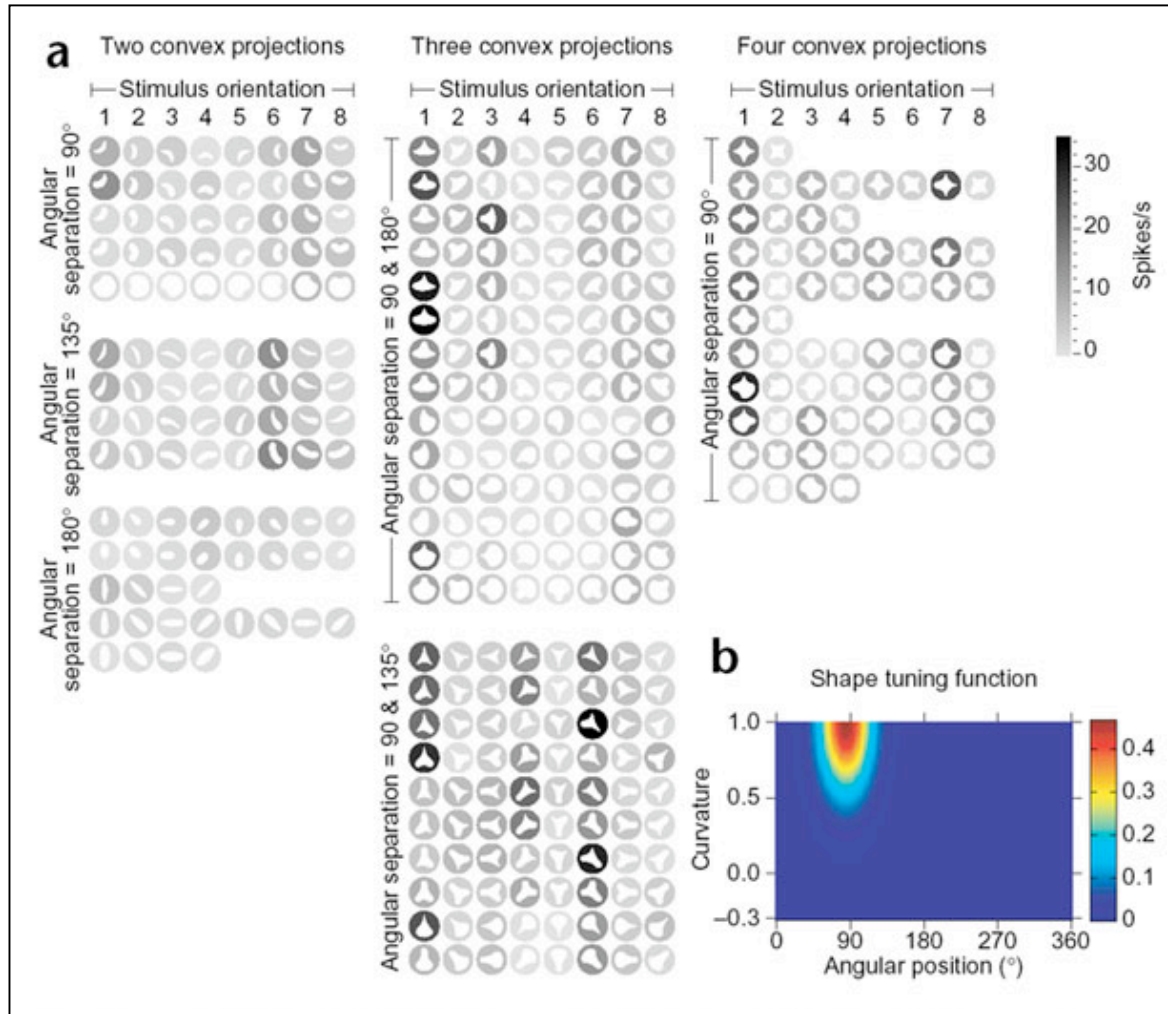 a
Two convex projections
Stimulus orientation
1 2 3 4 5 6 7 8
Angular
separation = 90°
Angular
separation = 135°
Angular
separation = 180°
Three convex projections
Stimulus orientation
1 2 3 4 5 6 7 8
Angular separation = 90 & 180°
Angular separation = 90 & 135°
Four convex projections
Stimulus orientation
1 2 3 4 5 6 7 8
Angular separation = 90°
30
20
10
0
Spikes/s
b
Shape tuning function
1.0
0.5
0.0
–0.3
Curvature
0 90 180 270 360
Angular position (°)
0.4
0.3
0.2
0.1
0